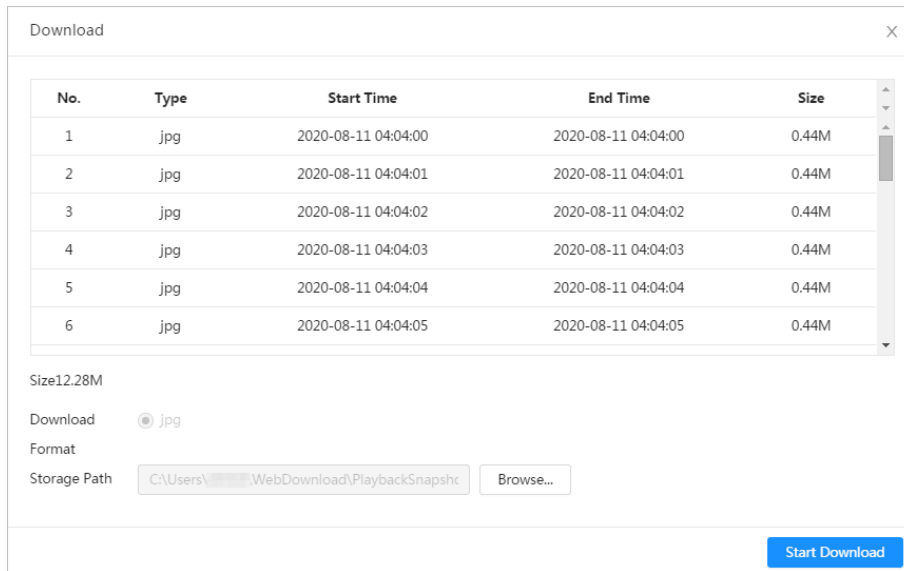 Download
No. Type Start Time End Time Size
1 jpg 2020-08-11 04:04:00 2020-08-11 04:04:00 0.44M
2 jpg 2020-08-11 04:04:01 2020-08-11 04:04:01 0.44M
3 jpg 2020-08-11 04:04:02 2020-08-11 04:04:02 0.44M
4 jpg 2020-08-11 04:04:03 2020-08-11 04:04:03 0.44M
5 jpg 2020-08-11 04:04:04 2020-08-11 04:04:04 0.44M
6 jpg 2020-08-11 04:04:05 2020-08-11 04:04:05 0.44M
Size12.28M
Download jpg
Format
Storage Path C:\Users\ .WebDownload\PlaybackSnapsho Browse...
Start Download